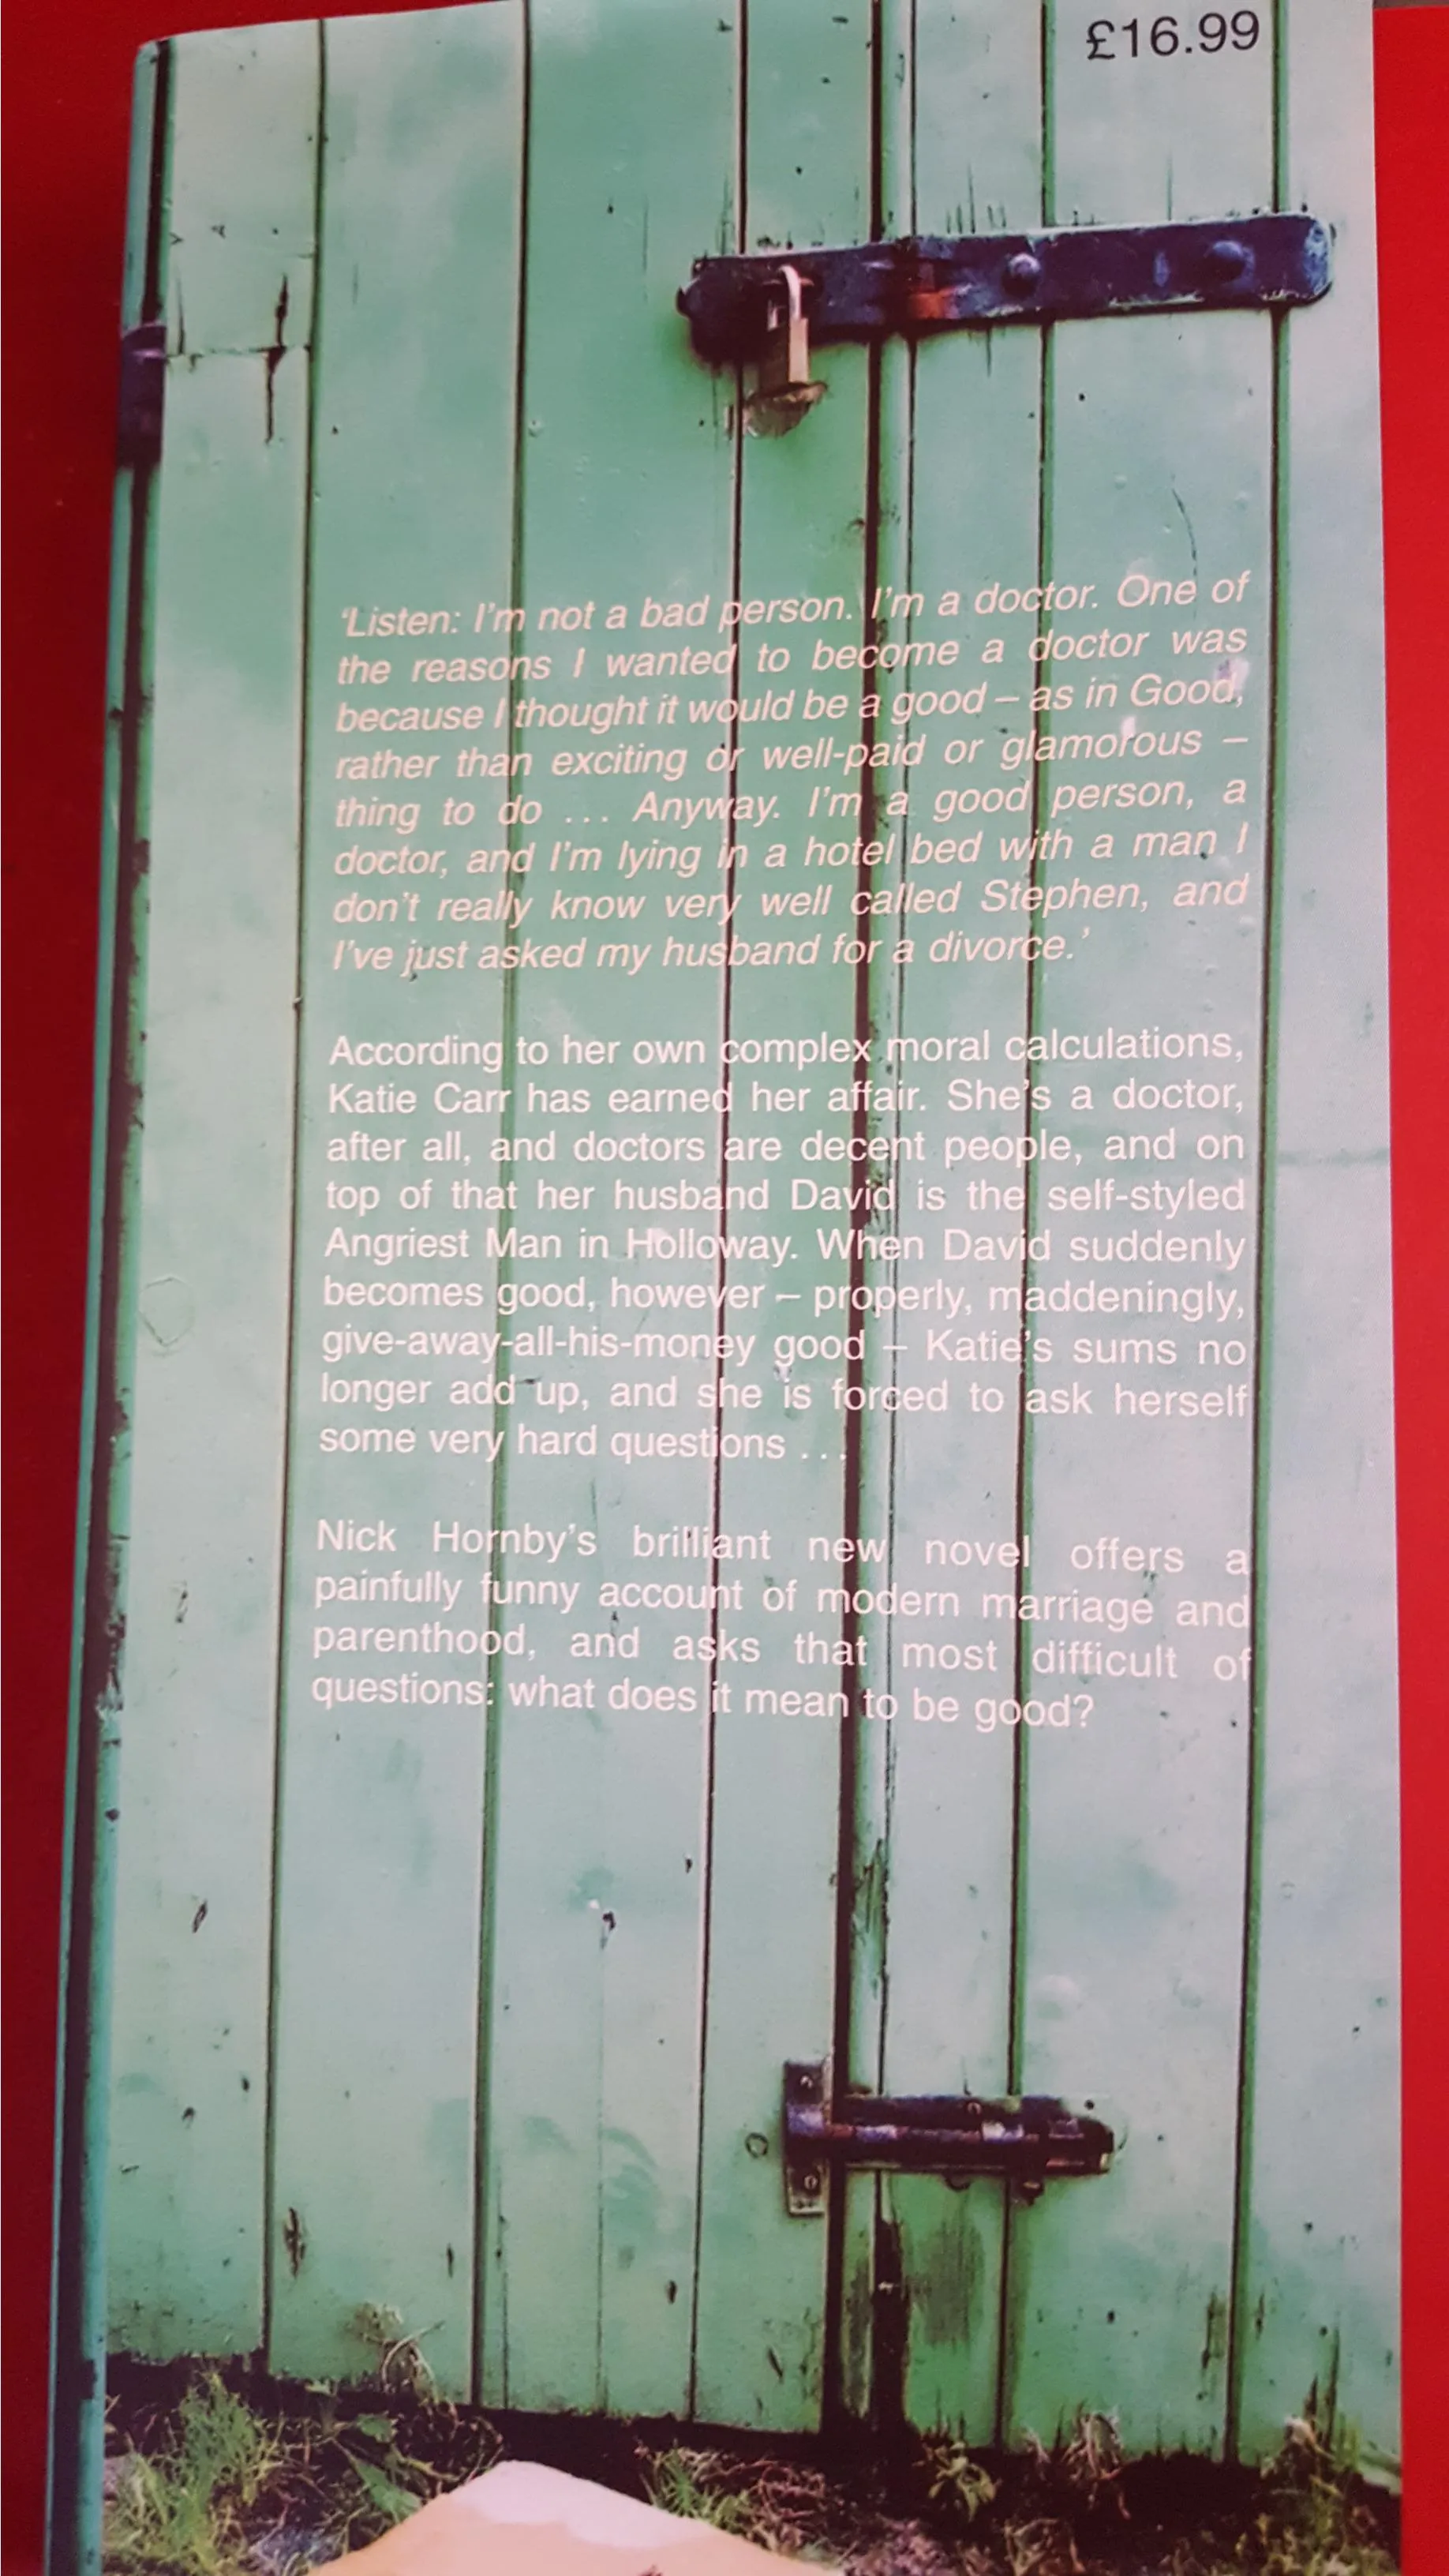 £16.99
‘Listen: I’m not a bad person. I’m a doctor. One of
the reasons I wanted to become a doctor was
because I thought it would be a good – as in Good,
rather than exciting or well-paid or glamorous –
thing to do ... Anyway. I’m a good person, a
doctor, and I’m lying in a hotel bed with a man I
don’t really know very well called Stephen, and
I’ve just asked my husband for a divorce.’
According to her own complex moral calculations,
Katie Carr has earned her affair. She’s a doctor,
after all, and doctors are decent people, and on
top of that her husband David is the self-styled
Angriest Man in Holloway. When David suddenly
becomes good, however – properly, maddeningly,
give-away-all-his-money good – Katie’s sums no
longer add up, and she is forced to ask herself
some very hard questions ...
Nick Hornby’s brilliant new novel offers a
painfully funny account of modern marriage and
parenthood, and asks that most difficult of
questions: what does it mean to be good?